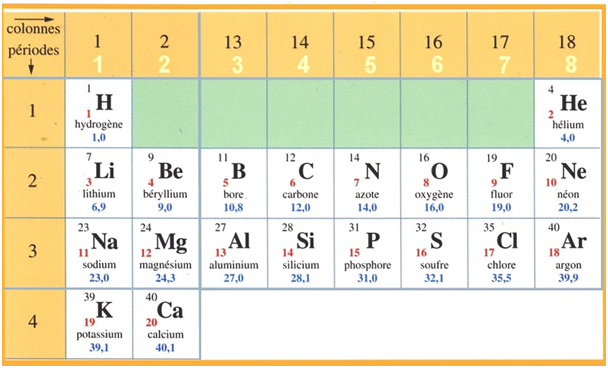 colonnes
périodes
1 2 13 14 15 16 17 18
1 2 3 4 5 6 7 8
1
1 4
H He
1 2
hydrogène hélium
1,0 4,0
2
7 9 11 12 14 16 19 20
Li Be B C N O F Ne
3 4 5 6 7 8 9 10
lithium béryllium bore carbone azote oxygène fluor néon
6,9 9,0 10,8 12,0 14,0 16,0 19,0 20,2
3
23 24 27 28 31 32 35 40
Na Mg Al Si P S Cl Ar
11 12 13 14 15 16 17 18
sodium magnésium aluminium silicium phosphore soufre chlore argon
23,0 24,3 27,0 28,1 31,0 32,1 35,5 39,9
4
39 40
K Ca
19 20
potassium calcium
39,1 40,1